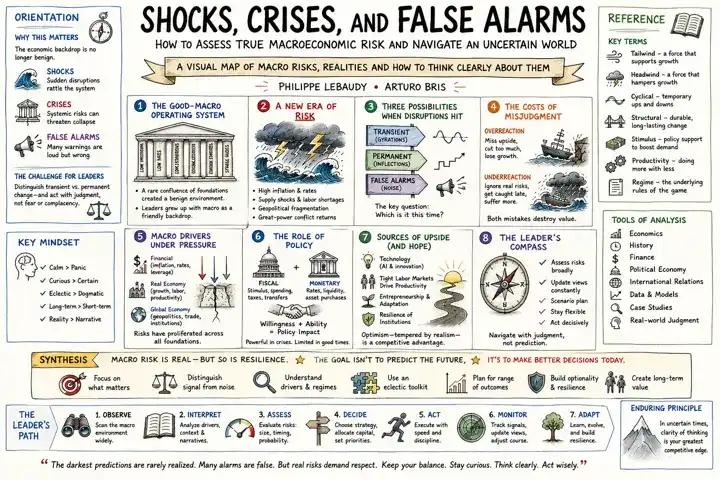 SHOCKS, CRISES, AND FALSE ALARMS
HOW TO ASSESS TRUE MACROECONOMIC RISK AND NAVIGATE AN UNCERTAIN WORLD
A VISUAL MAP OF MACRO RISKS, REALITIES AND HOW TO THINK CLEARLY ABOUT THEM
PHILIPPE LEBAUDY • ARTURO BRIS
ORIENTATION
WHY THIS MATTERS
The economic backdrop is no
longer benign.
SHOCKS
Sudden disruptions
rattle the system
CRISES
Systemic risks can
threaten collapse
FALSE ALARMS
Many warnings are
loud but wrong
THE CHALLENGE FOR LEADERS
Distinguish transient vs. permanent
change—and act with judgment, not
fear or complacency.
KEY MINDSET
Calm > Panic
Curious > Certain
Eclectic > Dogmatic
Long-term > Short-term
Reality > Narrative
1 THE GOOD-MACRO
OPERATING SYSTEM
• A rare confluence of foundations
created a benign environment.
• Leaders grew up with macro as a
friendly backdrop.
2 A NEW ERA OF
RISK
• High inflation & rates
• Supply shocks & labor shortages
• Geopolitical fragmentation
• Great-power conflict returns
3 THREE POSSIBILITIES
WHEN DISRUPTIONS HIT
TRANSIENT
(GYRATIONS)
PERMANENT
(INFLECTIONS)
FALSE ALARMS
(NOISE)
The key question:
Which is it this time?
4 THE COSTS OF
MISJUDGMENT
OVERREACTION
Miss upside,
cut too much,
lose growth.
UNDERREACTION
Ignore real risks,
get caught late,
suffer more.
Both mistakes destroy value.
5 MACRO DRIVERS
UNDER PRESSURE
Financial
(inflation, rates,
leverage)
Real Economy
(growth, labor,
productivity)
Global Economy
(geopolitics, trade,
institutions)
Risks have proliferated across
all foundations.
6 THE ROLE OF
POLICY
FISCAL
Stimulus, spending,
taxes, transfers
+
MONETARY
Rates, liquidity,
asset purchases
Willingness + Ability
= Policy Impact
Powerful in crises. Limited in good times.
7 SOURCES OF UPSIDE
(AND HOPE)
Technology
(AI & innovation)
Tight Labor Markets
Drive Productivity
Entrepreneurship &
Adaptation
Resilience of
Institutions
Optimism—tempered by realism—is
a competitive advantage.
8 THE LEADER'S
COMPASS
Assess risks
broadly
Update views
constantly
Scenario plan
Stay flexible
Act decisively
Navigate with judgment,
not prediction.
REFERENCE
KEY TERMS
Tailwind – a force that
supports growth
Headwind – a force that
hampers growth
Cyclical – temporary
ups and downs
Structural – durable,
long-lasting change
Stimulus – policy support
to boost demand
Productivity – doing
more with less
Regime – the underlying
rules of the game
TOOLS OF ANALYSIS
Economics
History
Finance
Political Economy
International Relations
Data & Models
Case Studies
Real-world Judgment
SYNTHESIS
MACRO RISK IS REAL—BUT SO IS RESILIENCE. THE GOAL ISN'T TO PREDICT THE FUTURE, IT'S TO MAKE BETTER DECISIONS TODAY.
Focus on
what matters
Distinguish
signal from noise
Understand
drivers & regimes
Use an
eclectic toolkit
Plan for range
of outcomes
Build optionality
& resilience
Create long-term
value
THE
LEADER'S
PATH
1. OBSERVE
Scan the macro
environment
widely.
2. INTERPRET
Analyze drivers,
context &
narratives.
3. ASSESS
Evaluate risks:
size, timing,
probability.
4. DECIDE
Choose strategy,
allocate capital,
set priorities.
5. ACT
Execute with
speed and
discipline.
6. MONITOR
Track signals,
update views,
adjust course.
7. ADAPT
Learn, evolve,
and build
resilience.
ENDURING PRINCIPLE
In uncertain times,
clarity of thinking
is your greatest
competitive edge.
“ The darkest predictions are rarely realized. Many alarms are false. But real risks demand respect. Keep your balance. Stay curious. Think clearly. Act wisely. ”